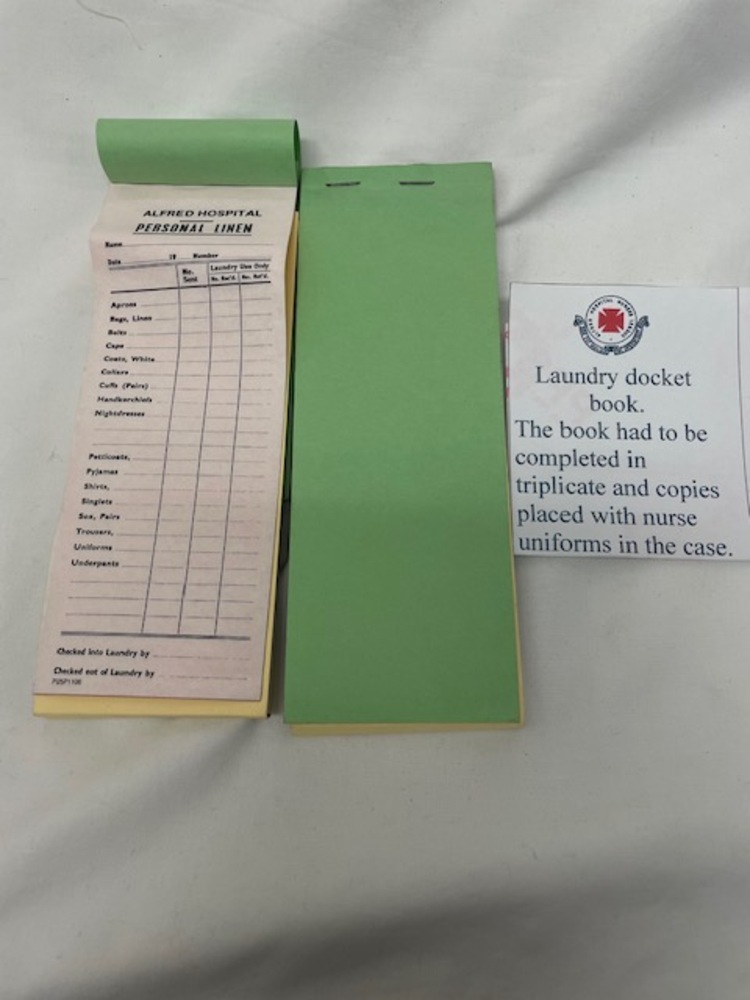 ALFRED HOSPITAL
PERSONAL LINEN
Name
Date 19 Number
No. Sent Laundry Use Only
No. Rec'd. No. Ret'd.
Aprons
Bags, Linen
Belts
Caps
Coats, White
Collars
Cuffs (Pairs)
Handkerchiefs
Nightdresses
Petticoats,
Pyjamas
Shirts,
Singlets
Sox, Pairs
Trousers,
Uniforms
Underpants
Checked into Laundry by
Checked out of Laundry by
Laundry docket
book.
The book had to be
completed in
triplicate and copies
placed with nurse
uniforms in the case.